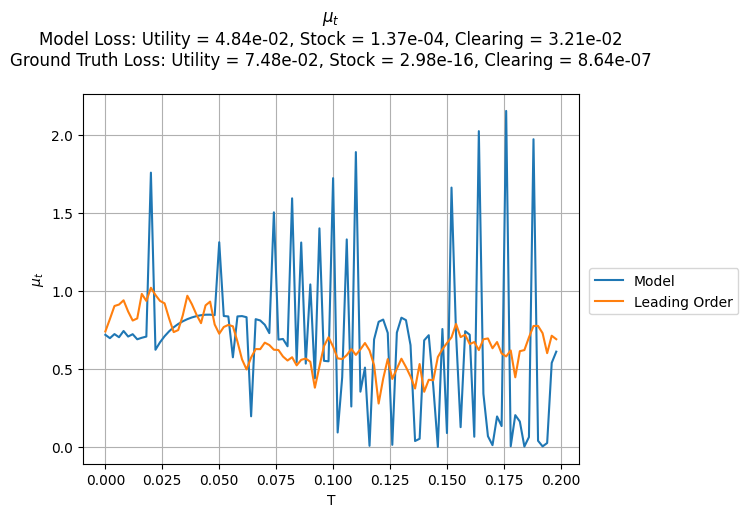 μₜ
Model Loss: Utility = 4.84e-02, Stock = 1.37e-04, Clearing = 3.21e-02
Ground Truth Loss: Utility = 7.48e-02, Stock = 2.98e-16, Clearing = 8.64e-07
2.0
1.5
1.0
0.5
0.0
μₜ
0.000 0.025 0.050 0.075 0.100 0.125 0.150 0.175 0.200
T
Model
Leading Order